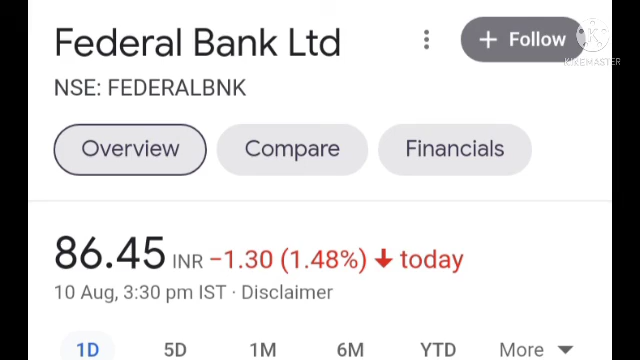 Federal Bank Ltd
+ Follow
KINEMASTER
NSE: FEDERALBNK
Overview
Compare
Financials
86.45 INR −1.30 (1.48%) ↓ today
10 Aug, 3:30 pm IST · Disclaimer
1D 5D 1M 6M YTD More